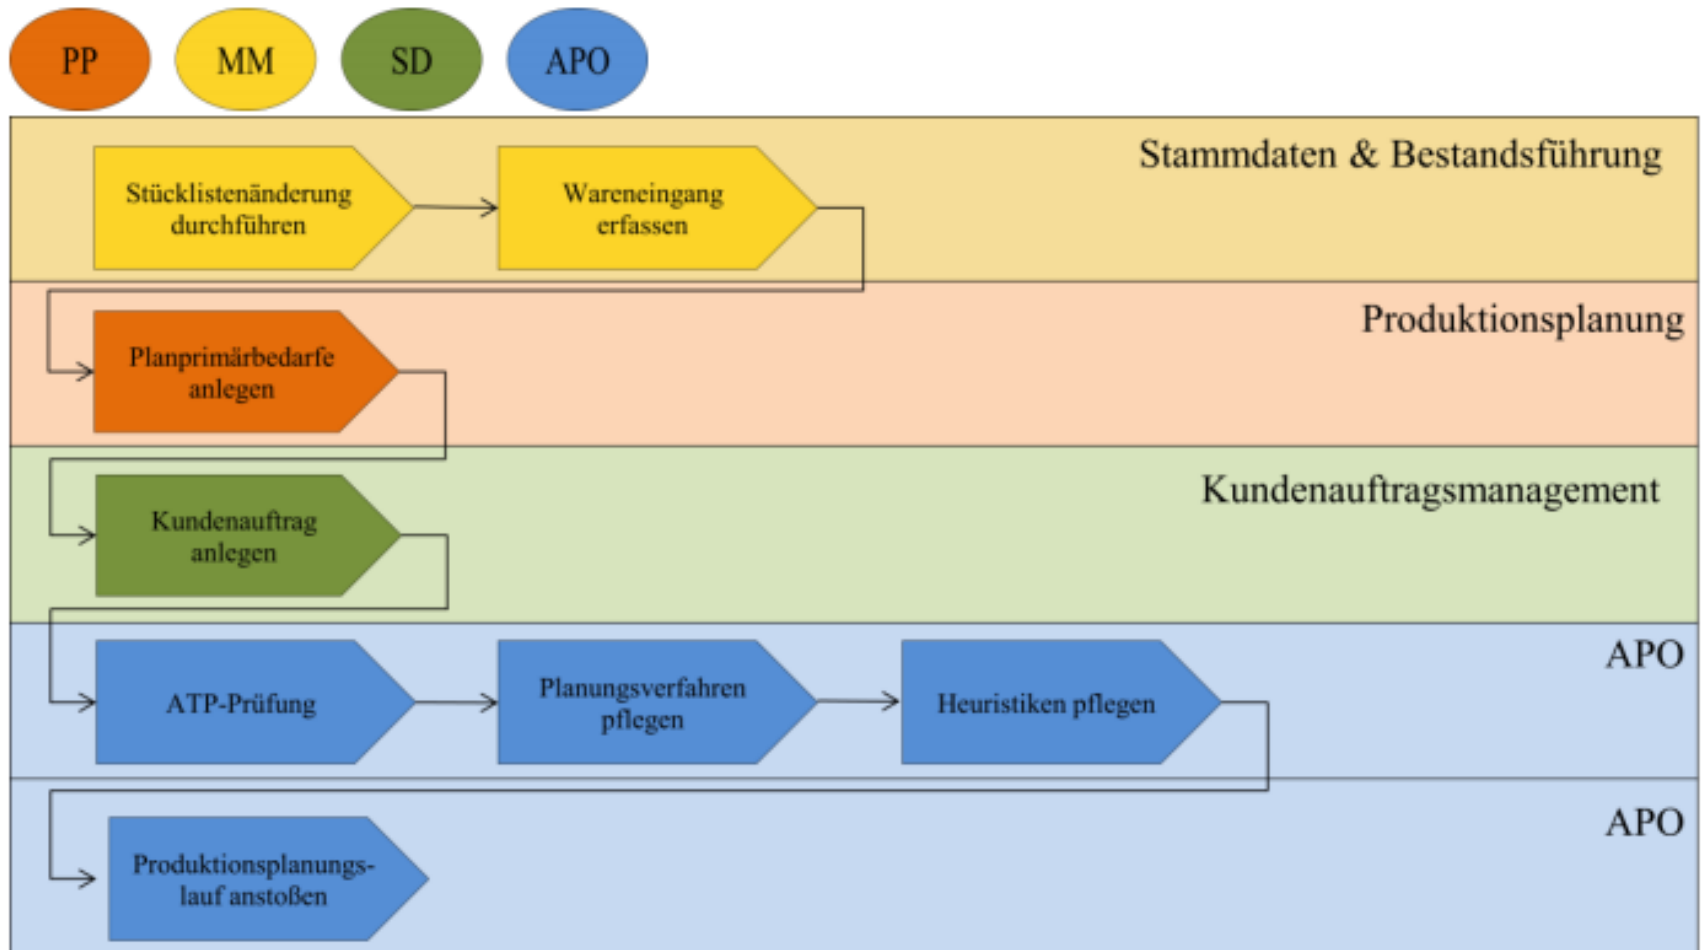 PP
MM
SD
APO
Stammdaten & Bestandsführung
Stücklistenänderung
durchführen
Wareneingang
erfassen
Produktionsplanung
Planprimärbedarfe
anlegen
Kundenauftragsmanagement
Kundenauftrag
anlegen
APO
ATP-Prüfung
Planungsverfahren
pflegen
Heuristiken pflegen
APO
Produktionsplanungs-
lauf anstoßen